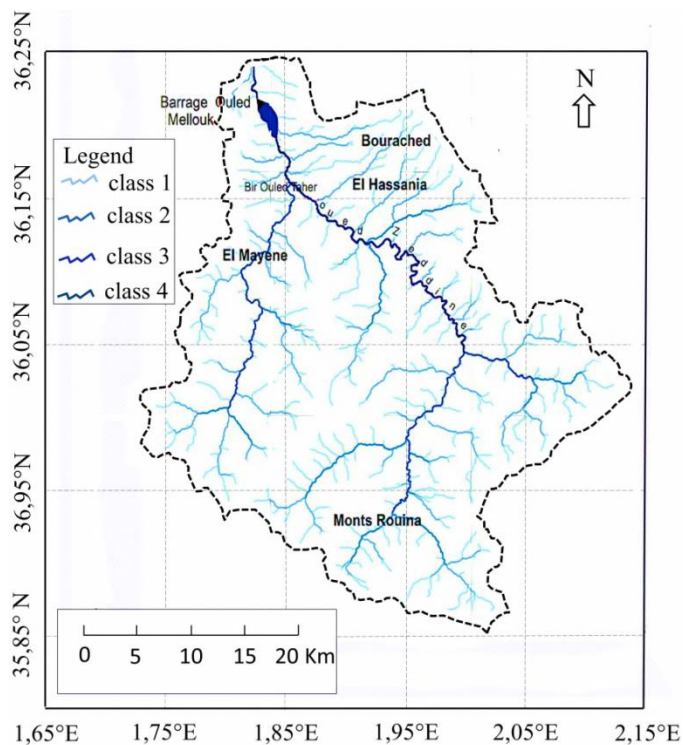 36,25°N
36,15°N
36,05°N
36,95°N
35,85° N
N
Barrage Ouled
Mellouk
Bourached
El Hassania
Bir Ouled Taher
oued Zed dine
El Mayene
Monts Rouina
Legend
class 1
class 2
class 3
class 4
0 5 10 15 20 Km
1,65°E 1,75°E 1,85°E 1,95°E 2,05°E 2,15°E